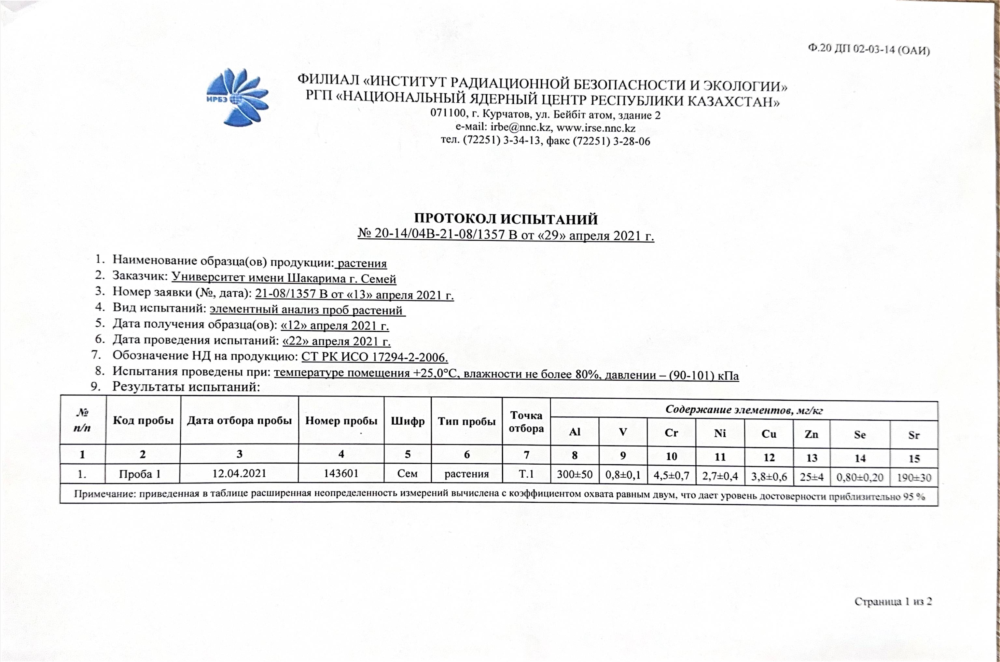 Ф.20 ДП 02-03-14 (ОАИ)
ИРБЭ
ФИЛИАЛ «ИНСТИТУТ РАДИАЦИОННОЙ БЕЗОПАСНОСТИ И ЭКОЛОГИИ»
РГП «НАЦИОНАЛЬНЫЙ ЯДЕРНЫЙ ЦЕНТР РЕСПУБЛИКИ КАЗАХСТАН»
071100, г. Курчатов, ул. Бейбіт атом, здание 2
е-маil: irbe@nnc.kz, www.irse.nnc.kz
тел. (72251) 3-34-13, факс (72251) 3-28-06
ПРОТОКОЛ ИСПЫТАНИЙ
№ 20-14/04В-21-08/1357 В от «29» апреля 2021 г.
1. Наименование образца(ов) продукции: растения
2. Заказчик: Университет имени Шакарима г. Семей
3. Номер заявки (№, дата): 21-08/1357 В от «13» апреля 2021 г.
4. Вид испытаний: элементный анализ проб растений
5. Дата получения образца(ов): «12» апреля 2021 г.
6. Дата проведения испытаний: «22» апреля 2021 г.
7. Обозначение НД на продукцию: СТ РК ИСО 17294-2-2006.
8. Испытания проведены при: температуре помещения +25,0°С, влажности не более 80%, давлении – (90-101) кПа
9. Результаты испытаний:
№ п/п Код пробы Дата отбора пробы Номер пробы Шифр Тип пробы Точка отбора Содержание элементов, мг/кг
Al V Cr Ni Cu Zn Se Sr
1 2 3 4 5 6 7 8 9 10 11 12 13 14 15
1. Проба 1 12.04.2021 143601 Сем растения Т.1 300±50 0,8±0,1 4,5±0,7 2,7±0,4 3,8±0,6 25±4 0,80±0,20 190±30
Примечание: приведенная в таблице расширенная неопределенность измерений вычислена с коэффициентом охвата равным двум, что дает уровень достоверности приблизительно 95 %
Страница 1 из 2